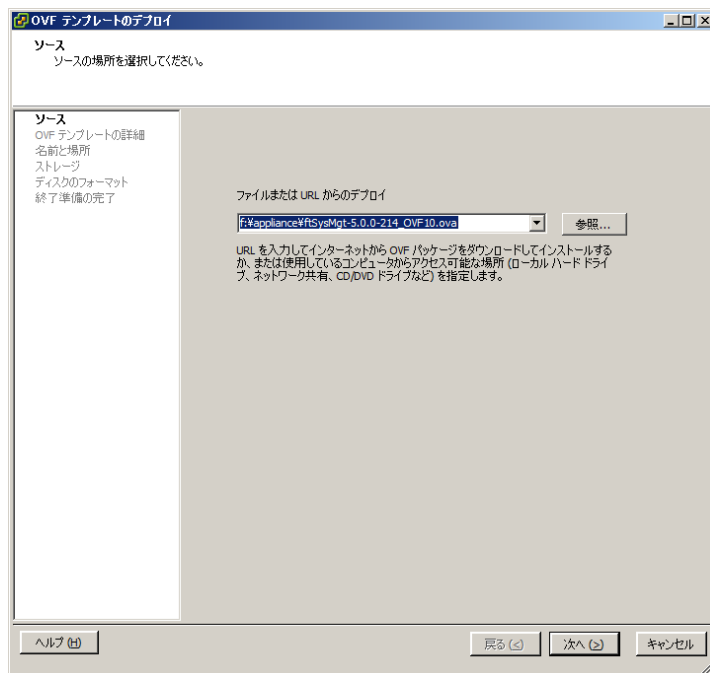 OVF テンプレートのデプロイ
ソース
ソースの場所を選択してください。
ソース
OVF テンプレートの詳細
名前と場所
ストレージ
ディスクのフォーマット
終了準備の完了
ファイルまたは URL からのデプロイ
f:¥appliance¥ftSysMgt-5.0.0-214_OVF10.ova
参照...
URL を入力してインターネットから OVF パッケージをダウンロードしてインストールする
か、または使用しているコンピュータからアクセス可能な場所 (ローカル ハード ドライ
ブ、ネットワーク共有、CD/DVD ドライブなど) を指定します。
ヘルプ (H)
戻る (<)
次へ (>)
キャンセル